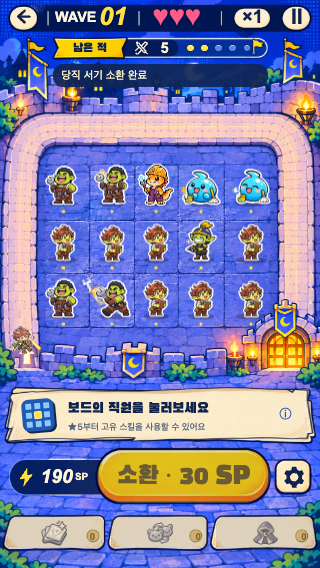 WAVE 01 ×1
남은 적 5
당직 서기 소환 완료
보드의 직원을 눌러보세요
★5부터 고유 스킬을 사용할 수 있어요
190 SP
소환 · 30 SP
0 0 0